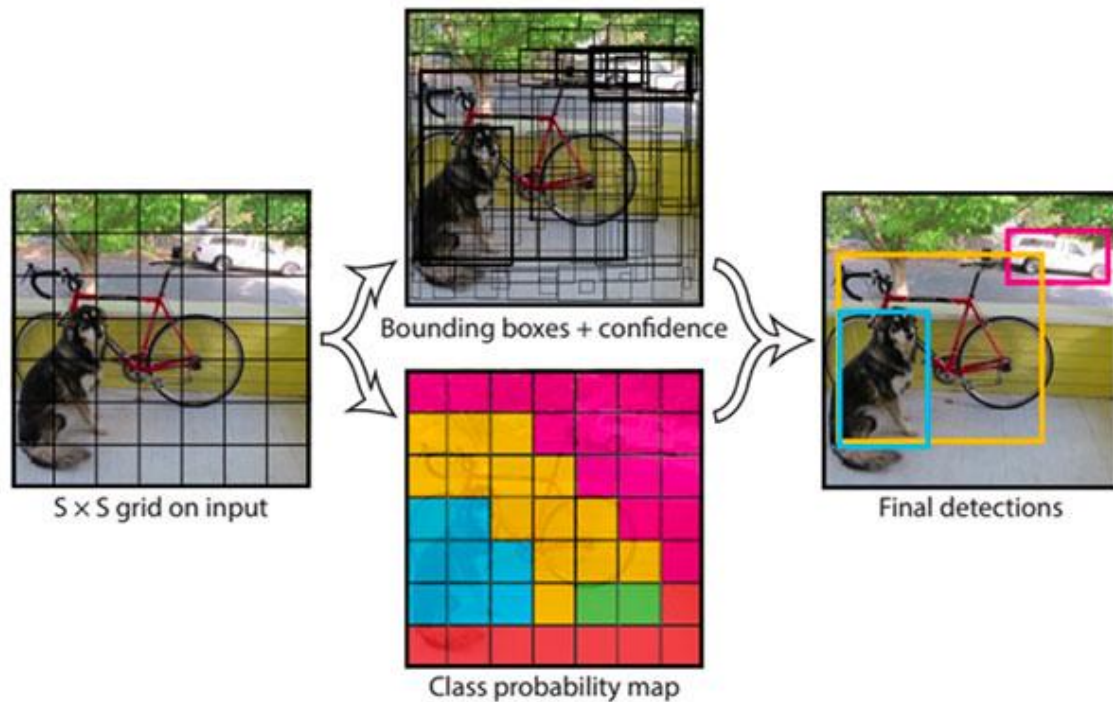 Bounding boxes + confidence
S × S grid on input
Class probability map
Final detections